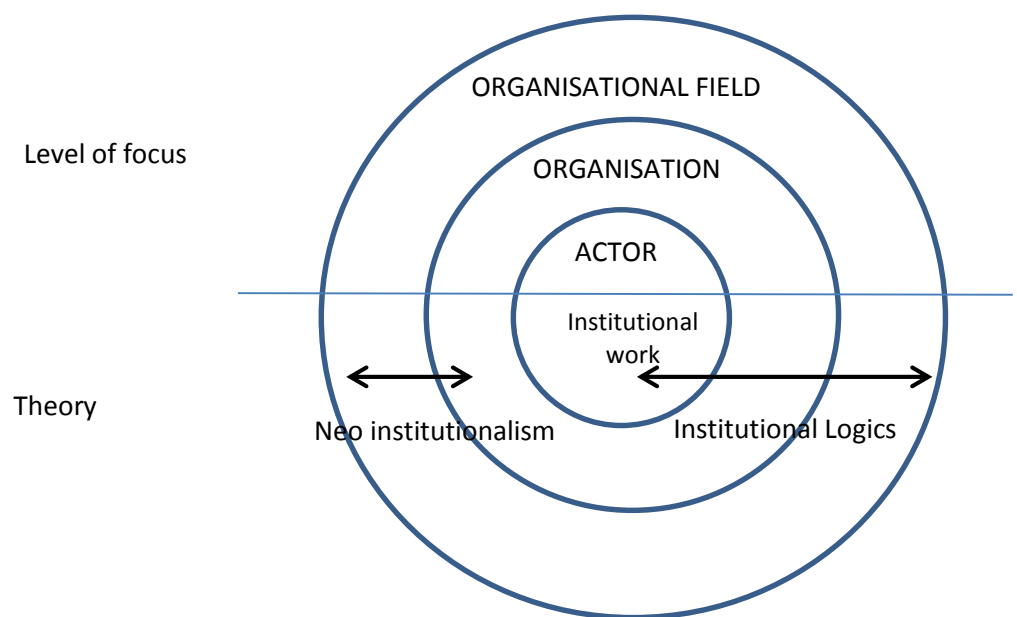 ORGANISATIONAL FIELD
Level of focus
ORGANISATION
ACTOR
Institutional
work
Theory
Neo institutionalism
Institutional Logics